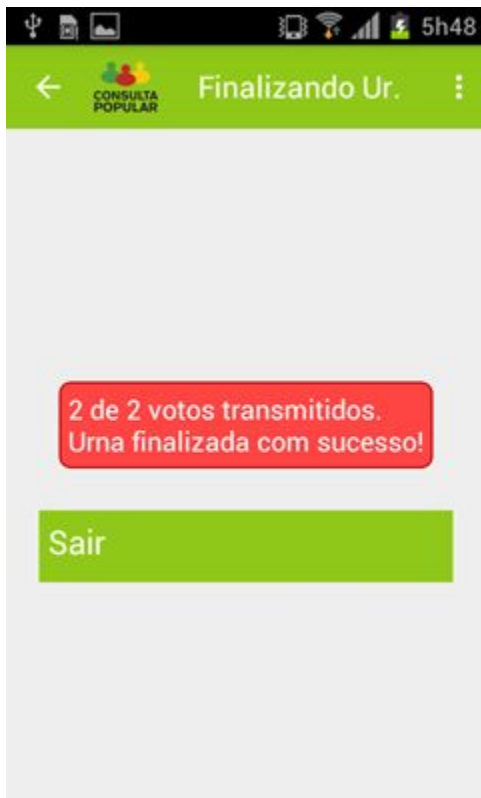 5h48
CONSULTA
POPULAR
Finalizando Ur.
2 de 2 votos transmitidos.
Urna finalizada com sucesso!
Sair